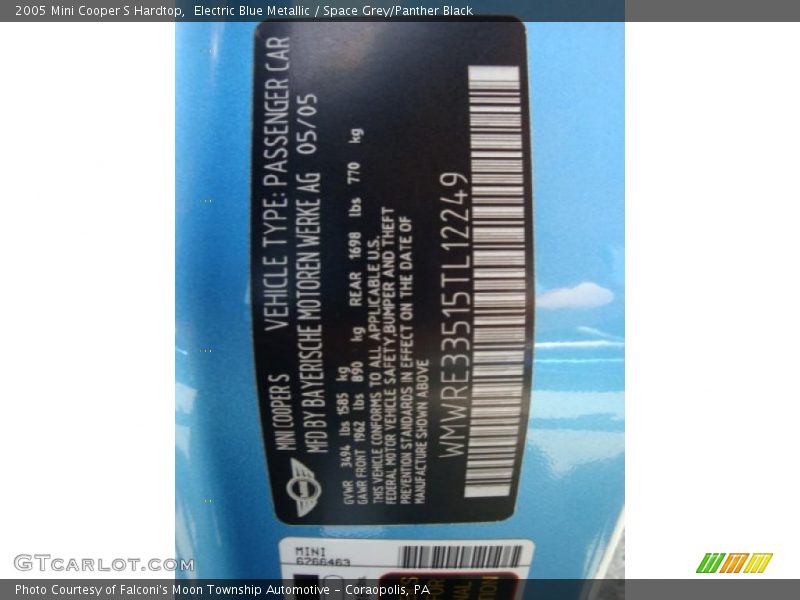 2005 Mini Cooper S Hardtop,  Electric Blue Metallic / Space Grey/Panther Black
MINI COOPER S VEHICLE TYPE: PASSENGER CAR
MFD BY BAYERISCHE MOTOREN WERKE AG 05/05
GVWR 3494 lbs 1585 kg
GAWR FRONT 1962 lbs 890 kg REAR 1698 lbs 770 kg
THIS VEHICLE CONFORMS TO ALL APPLICABLE U.S.
FEDERAL MOTOR VEHICLE SAFETY,BUMPER AND THEFT
PREVENTION STANDARDS IN EFFECT ON THE DATE OF
MANUFACTURE SHOWN ABOVE
WMWRE33515TL12249
MINI
6766463
GTcarlot.com
Photo Courtesy of Falconi's Moon Township Automotive – Coraopolis, PA